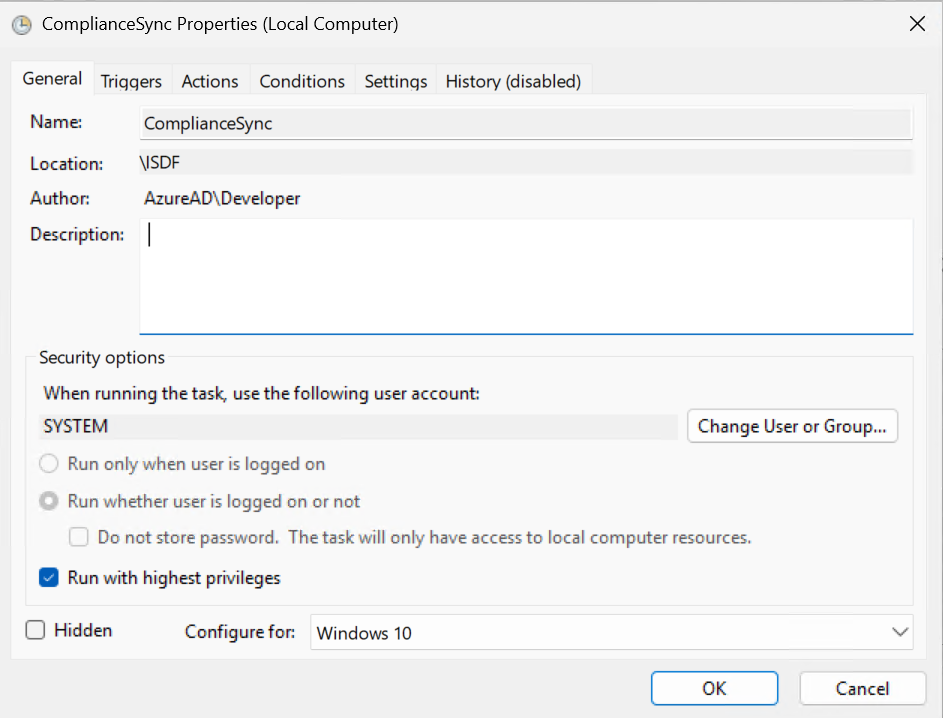 ComplianceSync Properties (Local Computer)
General Triggers Actions Conditions Settings History (disabled)
Name: ComplianceSync
Location: \ISDF
Author: AzureAD\Developer
Description:
Security options
When running the task, use the following user account:
SYSTEM Change User or Group...
Run only when user is logged on
Run whether user is logged on or not
Do not store password. The task will only have access to local computer resources.
Run with highest privileges
Hidden Configure for: Windows 10
OK Cancel